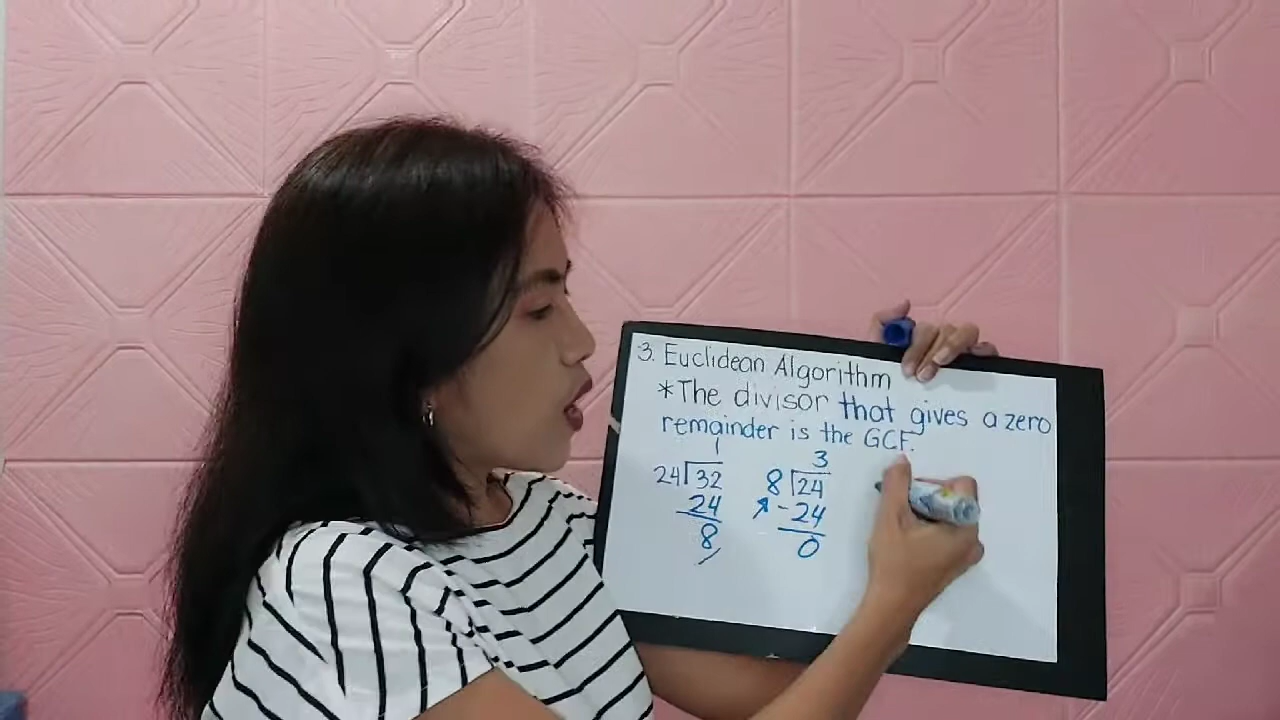 3. Euclidean Algorithm
*The divisor that gives a zero
remainder is the GCF.
1
24 32
24
8
3
8 24
-24
0